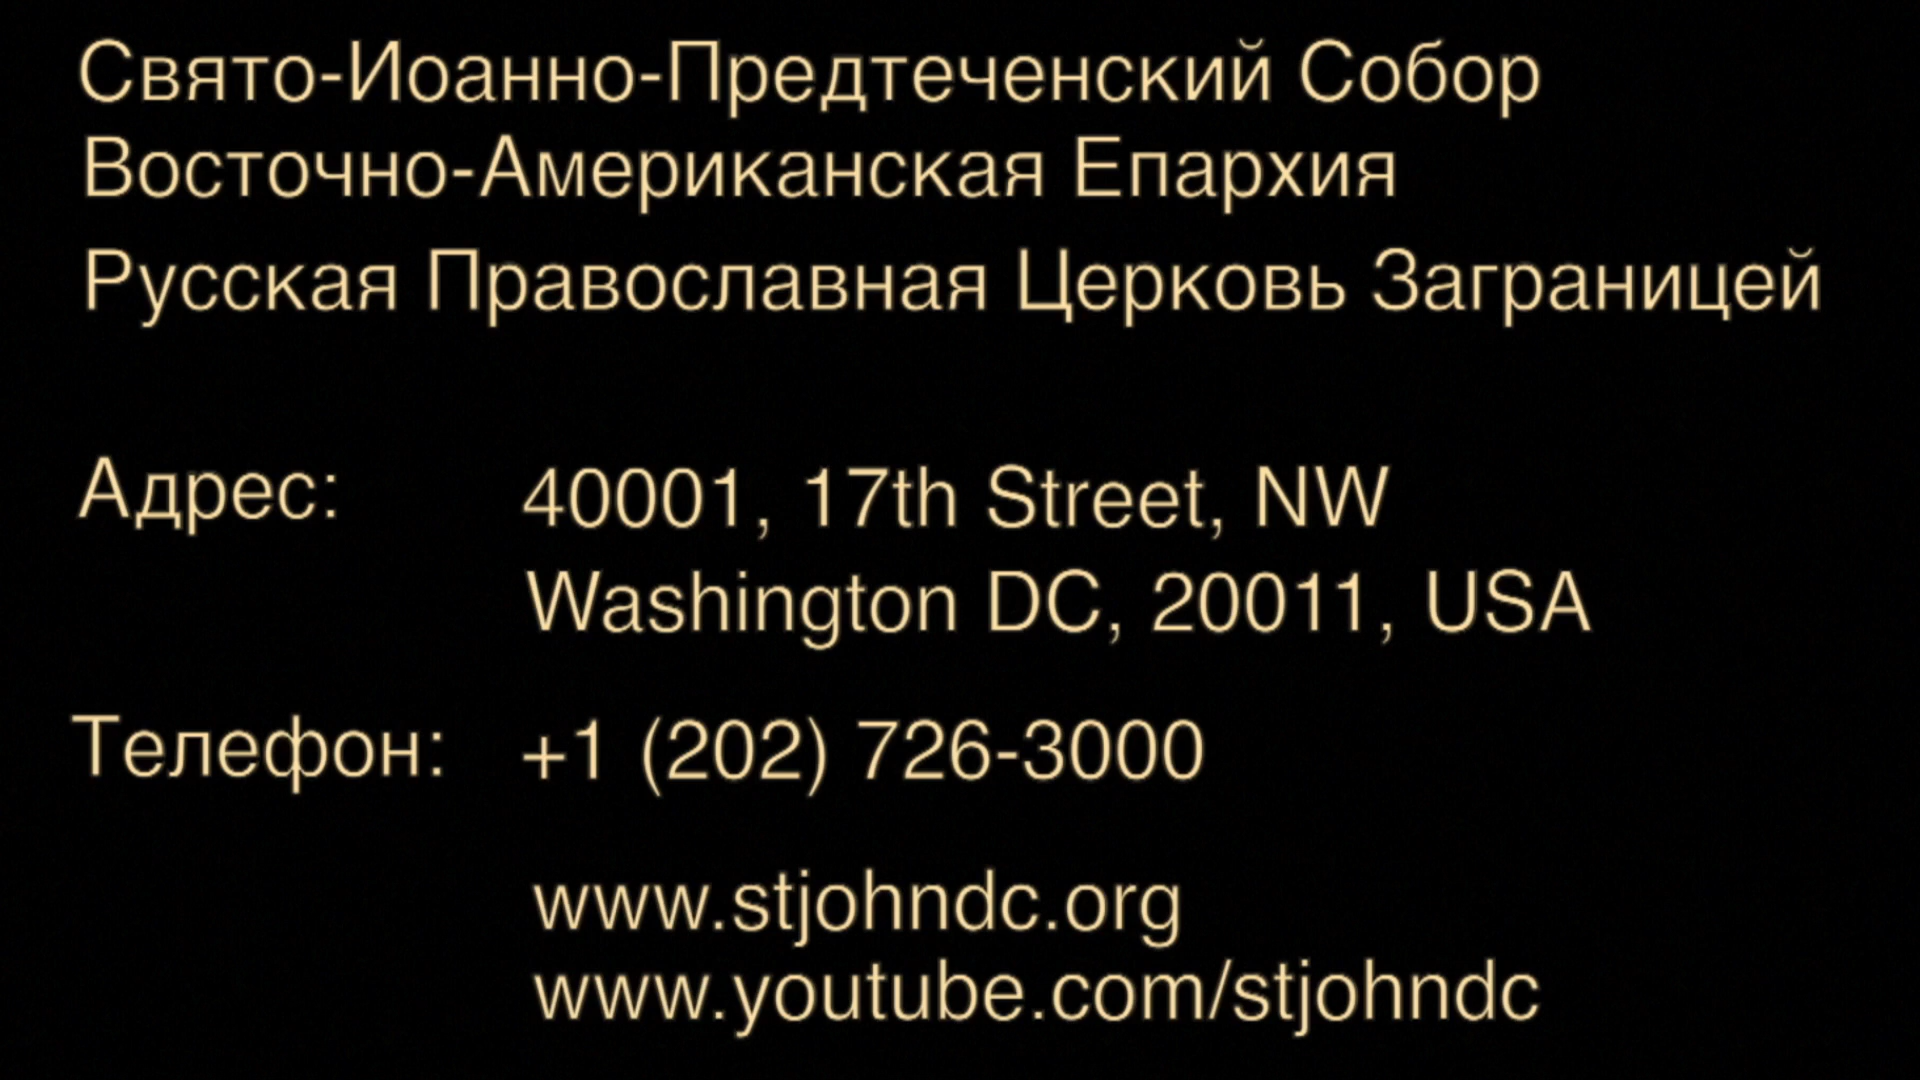 Свято-Иоанно-Предтеченский Собор
Восточно-Американская Епархия
Русская Православная Церковь Заграницей
Адрес: 40001, 17th Street, NW
Washington DC, 20011, USA
Телефон: +1 (202) 726-3000
www.stjohndc.org
www.youtube.com/stjohndc